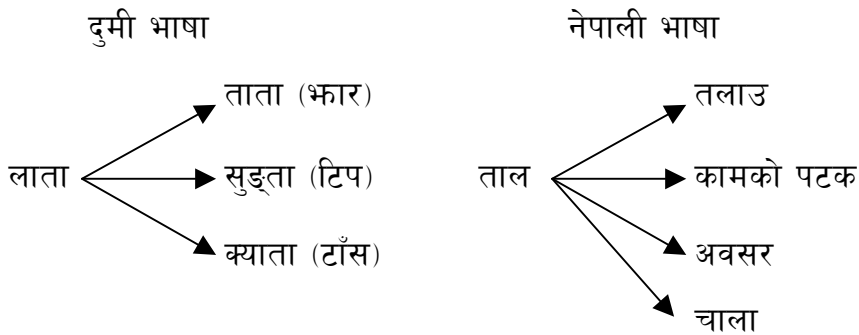 दुमी भाषा
नेपाली भाषा
लाता
ताता (झार)
सुङ्ता (टिप)
क्याता (टाँस)
ताल
तलाउ
कामको पटक
अवसर
चाला